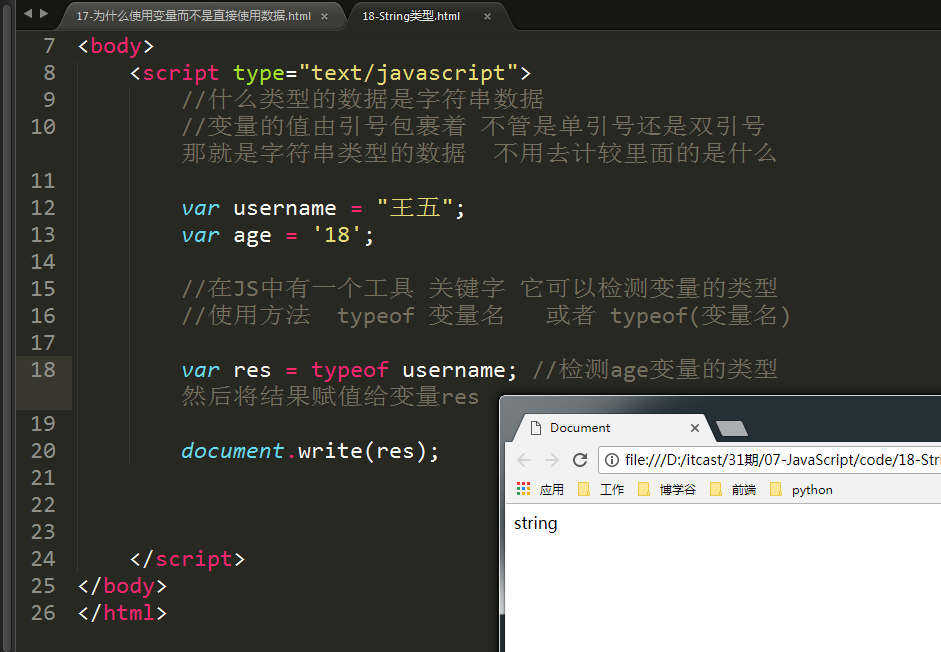 17-为什么使用变量而不是直接使用数据.html × 18-String类型.html ×
7 <body>
8 <script type="text/javascript">
9 //什么类型的数据是字符串数据
10 //变量的值由引号包裹着 不管是单引号还是双引号
那就是字符串类型的数据 不用去计较里面的是什么
11
12 var username = "王五";
13 var age = '18';
14
15 //在JS中有一个工具 关键字 它可以检测变量的类型
16 //使用方法 typeof 变量名 或者 typeof(变量名)
17
18 var res = typeof username; //检测age变量的类型
然后将结果赋值给变量res
19
20 document.write(res);
21
22
23
24 </script>
25 </body>
26 </html>
Document ×
file:///D:/itcast/31期/07-JavaScript/code/18-Stri
应用 工作 博学谷 前端 python
string